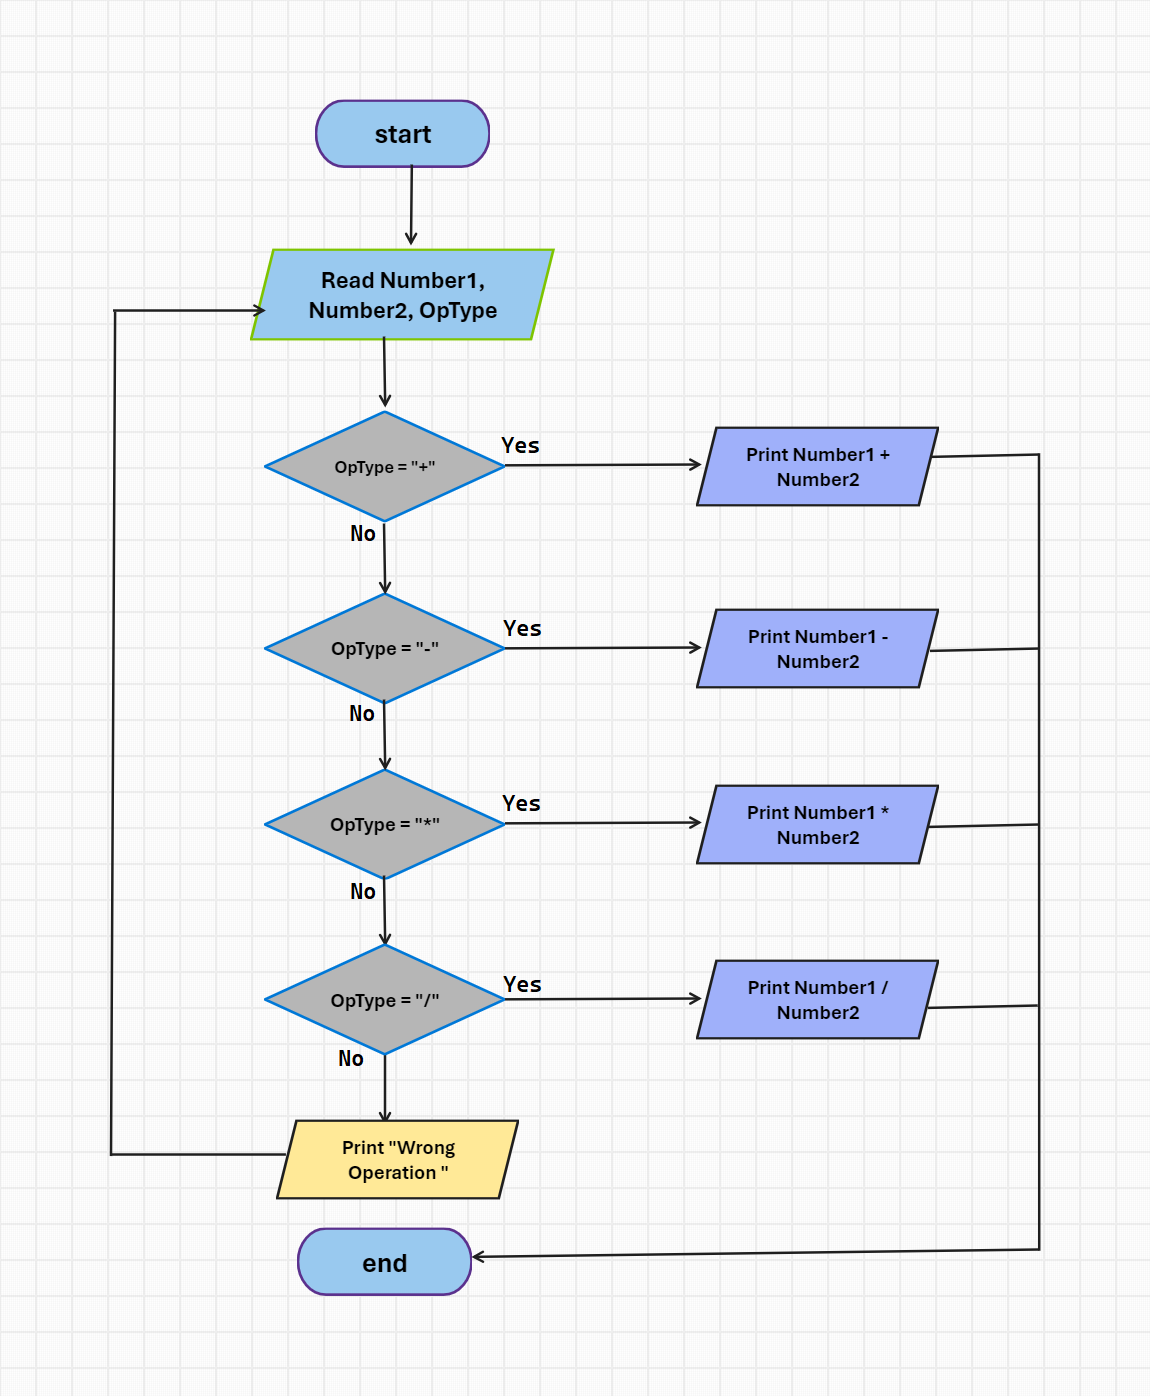 start
Read Number1,
Number2, OpType
OpType = "+"
Yes
Print Number1 +
Number2
No
OpType = "-"
Yes
Print Number1 -
Number2
No
OpType = "*"
Yes
Print Number1 *
Number2
No
OpType = "/"
Yes
Print Number1 /
Number2
No
Print "Wrong
Operation "
end